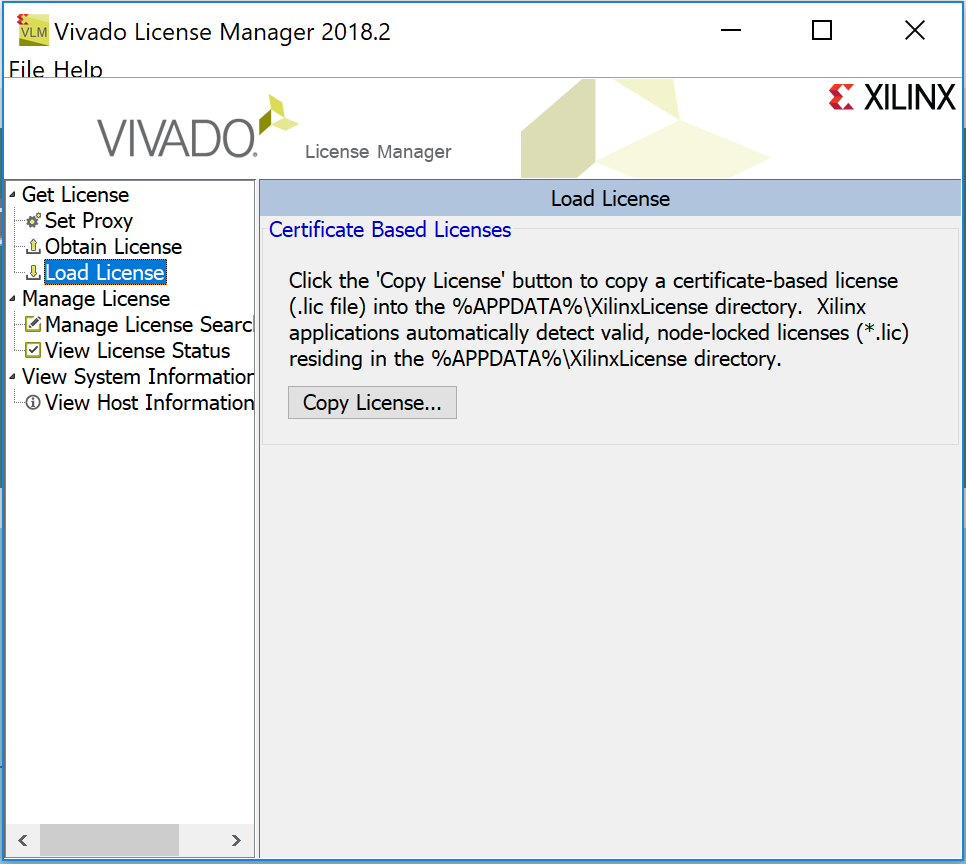 VLM Vivado License Manager 2018.2
File Help
XILINX
VIVADO. License Manager
Get License
Set Proxy
Obtain License
Load License
Manage License
Manage License Searc
View License Status
View System Information
View Host Information
Load License
Certificate Based Licenses
Click the 'Copy License' button to copy a certificate-based license
(.lic file) into the %APPDATA%\XilinxLicense directory.  Xilinx
applications automatically detect valid, node-locked licenses (*.lic)
residing in the %APPDATA%\XilinxLicense directory.
Copy License...